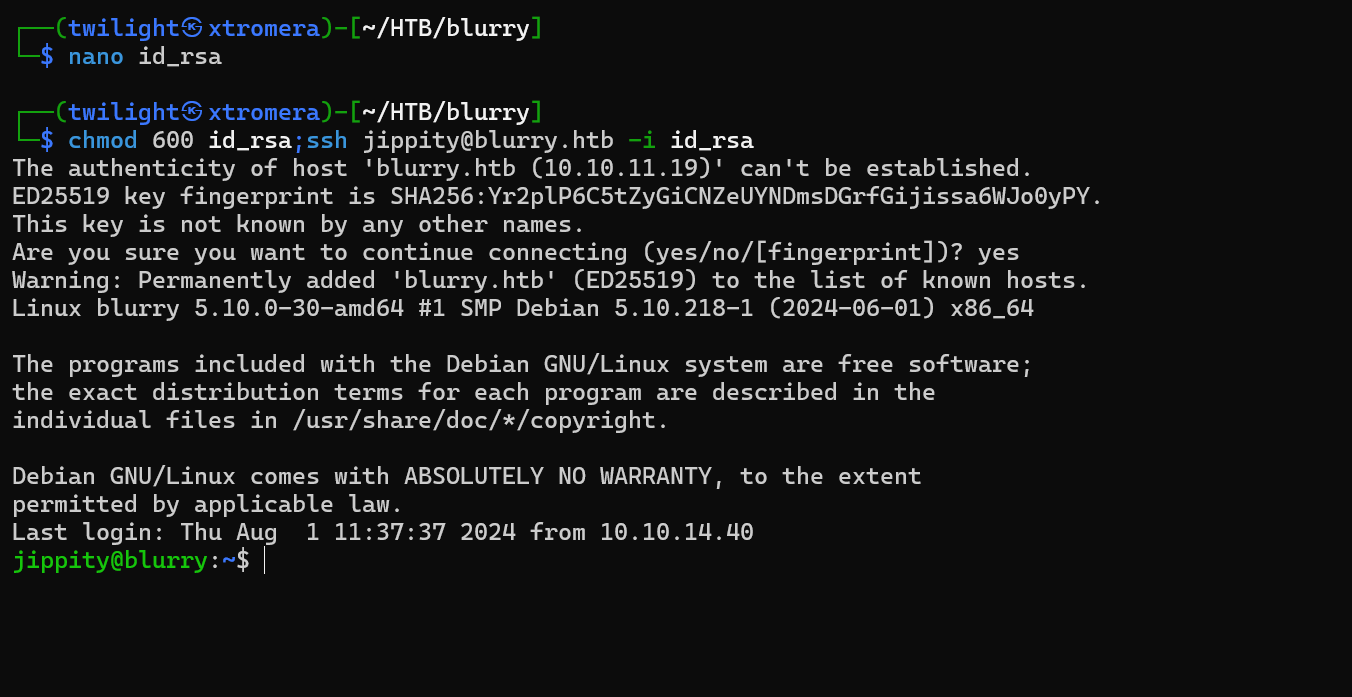 ┌──(twilight㉿xtromera)-[~/HTB/blurry]
└─$ nano id_rsa
┌──(twilight㉿xtromera)-[~/HTB/blurry]
└─$ chmod 600 id_rsa;ssh jippity@blurry.htb -i id_rsa
The authenticity of host 'blurry.htb (10.10.11.19)' can't be established.
ED25519 key fingerprint is SHA256:Yr2plP6C5tZyGiCNZeUYNDmsDGrfGijissa6WJo0yPY.
This key is not known by any other names.
Are you sure you want to continue connecting (yes/no/[fingerprint])? yes
Warning: Permanently added 'blurry.htb' (ED25519) to the list of known hosts.
Linux blurry 5.10.0-30-amd64 #1 SMP Debian 5.10.218-1 (2024-06-01) x86_64
The programs included with the Debian GNU/Linux system are free software;
the exact distribution terms for each program are described in the
individual files in /usr/share/doc/*/copyright.
Debian GNU/Linux comes with ABSOLUTELY NO WARRANTY, to the extent
permitted by applicable law.
Last login: Thu Aug  1 11:37:37 2024 from 10.10.14.40
jippity@blurry:~$